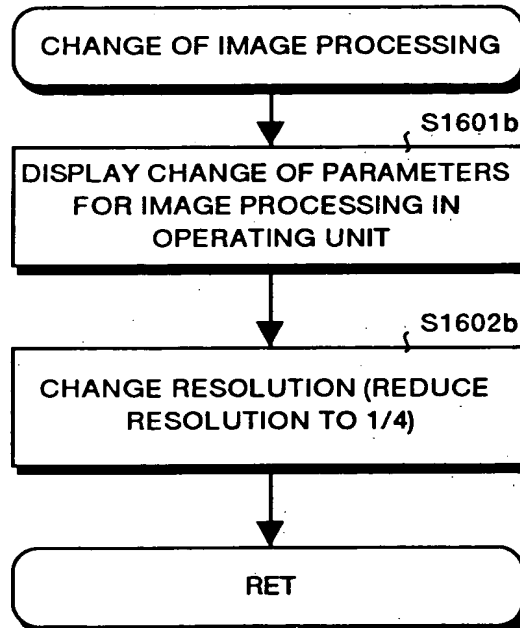 CHANGE OF IMAGE PROCESSING
S1601b
DISPLAY CHANGE OF PARAMETERS
FOR IMAGE PROCESSING IN
OPERATING UNIT
S1602b
CHANGE RESOLUTION (REDUCE
RESOLUTION TO 1/4)
RET